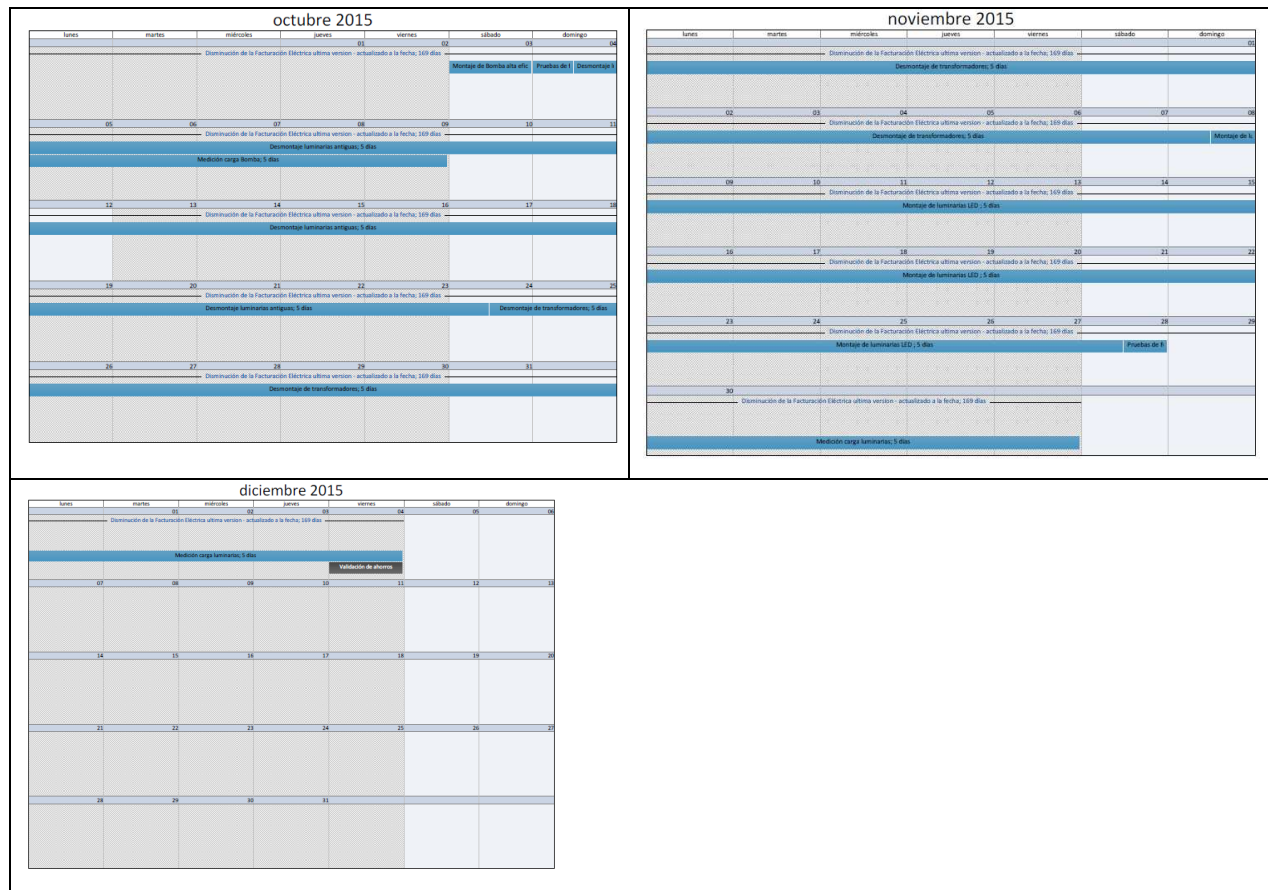 octubre 2015
lunes martes miércoles jueves viernes sábado domingo
01 02 03 04
Disminución de la Facturación Eléctrica ultima version - actualizado a la fecha; 169 días
Montaje de Bomba alta efic Pruebas de f Desmontaje l
05 06 07 08 09 10 11
Disminución de la Facturación Eléctrica ultima version - actualizado a la fecha; 169 días
Desmontaje luminarias antiguas; 5 días
Medición carga Bomba; 5 días
12 13 14 15 16 17 18
Disminución de la Facturación Eléctrica ultima version - actualizado a la fecha; 169 días
Desmontaje luminarias antiguas; 5 días
19 20 21 22 23 24 25
Disminución de la Facturación Eléctrica ultima version - actualizado a la fecha; 169 días
Desmontaje luminarias antiguas; 5 días Desmontaje de transformadores; 5 días
26 27 28 29 30 31
Disminución de la Facturación Eléctrica ultima version - actualizado a la fecha; 169 días
Desmontaje de transformadores; 5 días
noviembre 2015
lunes martes miércoles jueves viernes sábado domingo
01
Disminución de la Facturación Eléctrica ultima version - actualizado a la fecha; 169 días
Desmontaje de transformadores; 5 días
02 03 04 05 06 07 08
Disminución de la Facturación Eléctrica ultima version - actualizado a la fecha; 169 días
Desmontaje de transformadores; 5 días Montaje de lu
09 10 11 12 13 14 15
Disminución de la Facturación Eléctrica ultima version - actualizado a la fecha; 169 días
Montaje de luminarias LED ; 5 días
16 17 18 19 20 21 22
Disminución de la Facturación Eléctrica ultima version - actualizado a la fecha; 169 días
Montaje de luminarias LED ; 5 días
23 24 25 26 27 28 29
Disminución de la Facturación Eléctrica ultima version - actualizado a la fecha; 169 días
Montaje de luminarias LED ; 5 días Pruebas de f
30
Disminución de la Facturación Eléctrica ultima version - actualizado a la fecha; 169 días
Medición carga luminarias; 5 días
diciembre 2015
lunes martes miércoles jueves viernes sábado domingo
01 02 03 04 05 06
Disminución de la Facturación Eléctrica ultima version - actualizado a la fecha; 169 días
Medición carga luminarias; 5 días
Validación de ahorros
07 08 09 10 11 12 13
14 15 16 17 18 19 20
21 22 23 24 25 26 27
28 29 30 31